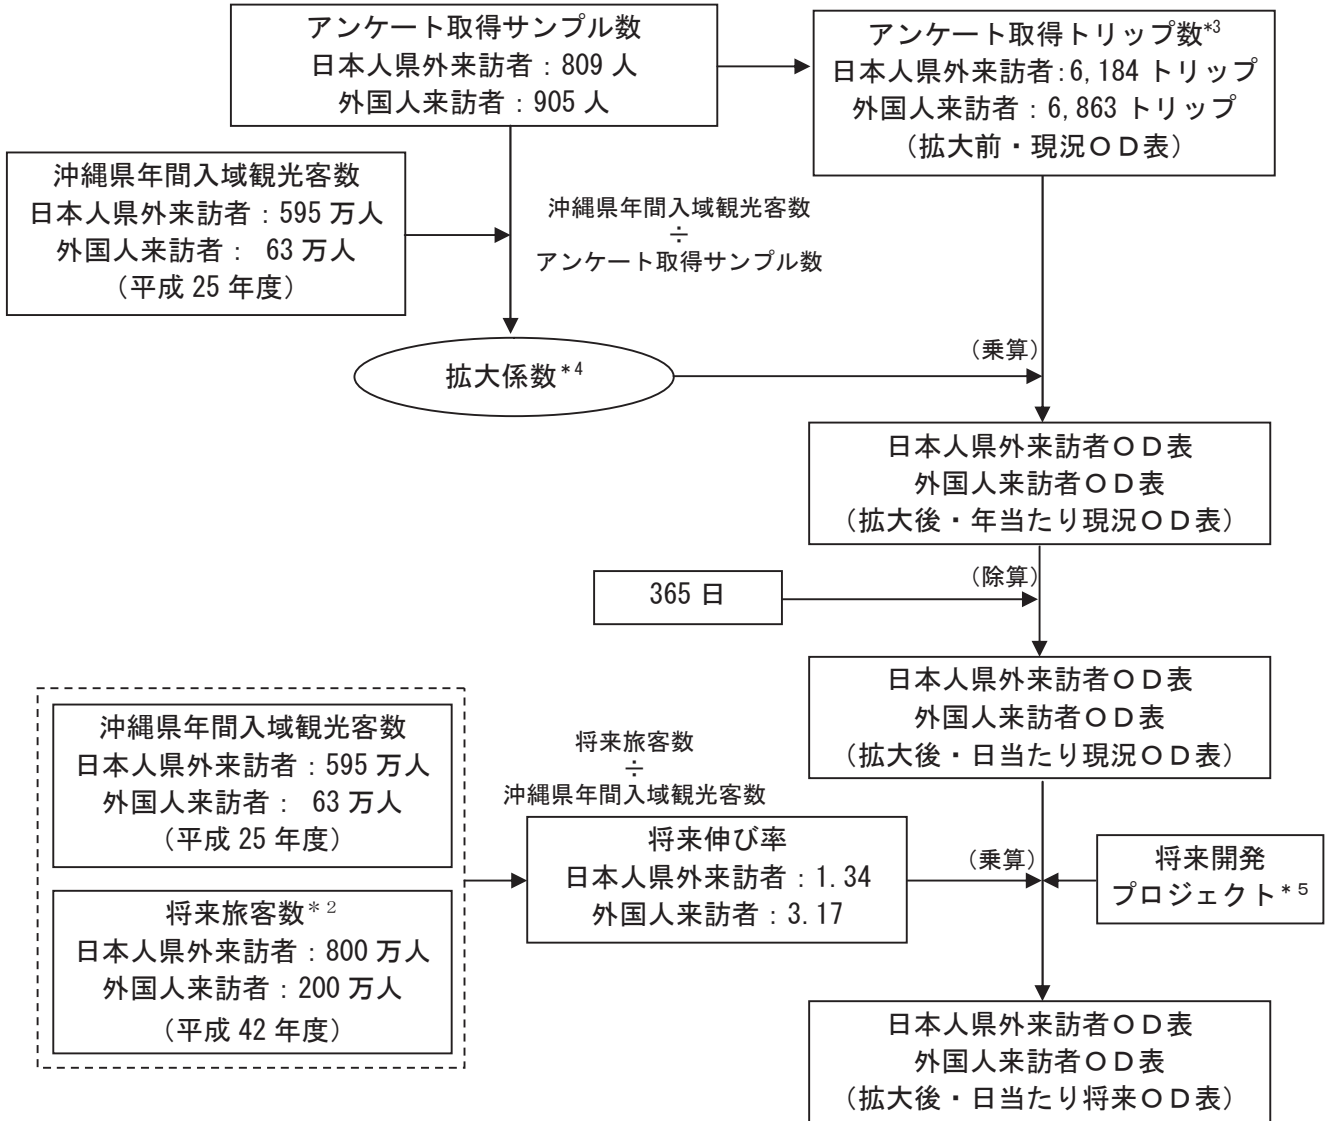 アンケート取得サンプル数
日本人県外来訪者：809 人
外国人来訪者：905 人
アンケート取得トリップ数*3
日本人県外来訪者：6,184 トリップ
外国人来訪者：6,863 トリップ
（拡大前・現況ＯＤ表）
沖縄県年間入域観光客数
日本人県外来訪者：595 万人
外国人来訪者： 63 万人
（平成 25 年度）
沖縄県年間入域観光客数
÷
アンケート取得サンプル数
拡大係数*4
（乗算）
日本人県外来訪者ＯＤ表
外国人来訪者ＯＤ表
（拡大後・年当たり現況ＯＤ表）
365 日
（除算）
日本人県外来訪者ＯＤ表
外国人来訪者ＯＤ表
（拡大後・日当たり現況ＯＤ表）
沖縄県年間入域観光客数
日本人県外来訪者：595 万人
外国人来訪者： 63 万人
（平成 25 年度）
将来旅客数*2
日本人県外来訪者：800 万人
外国人来訪者：200 万人
（平成 42 年度）
将来旅客数
÷
沖縄県年間入域観光客数
将来伸び率
日本人県外来訪者：1.34
外国人来訪者：3.17
（乗算）
将来開発
プロジェクト*5
日本人県外来訪者ＯＤ表
外国人来訪者ＯＤ表
（拡大後・日当たり将来ＯＤ表）